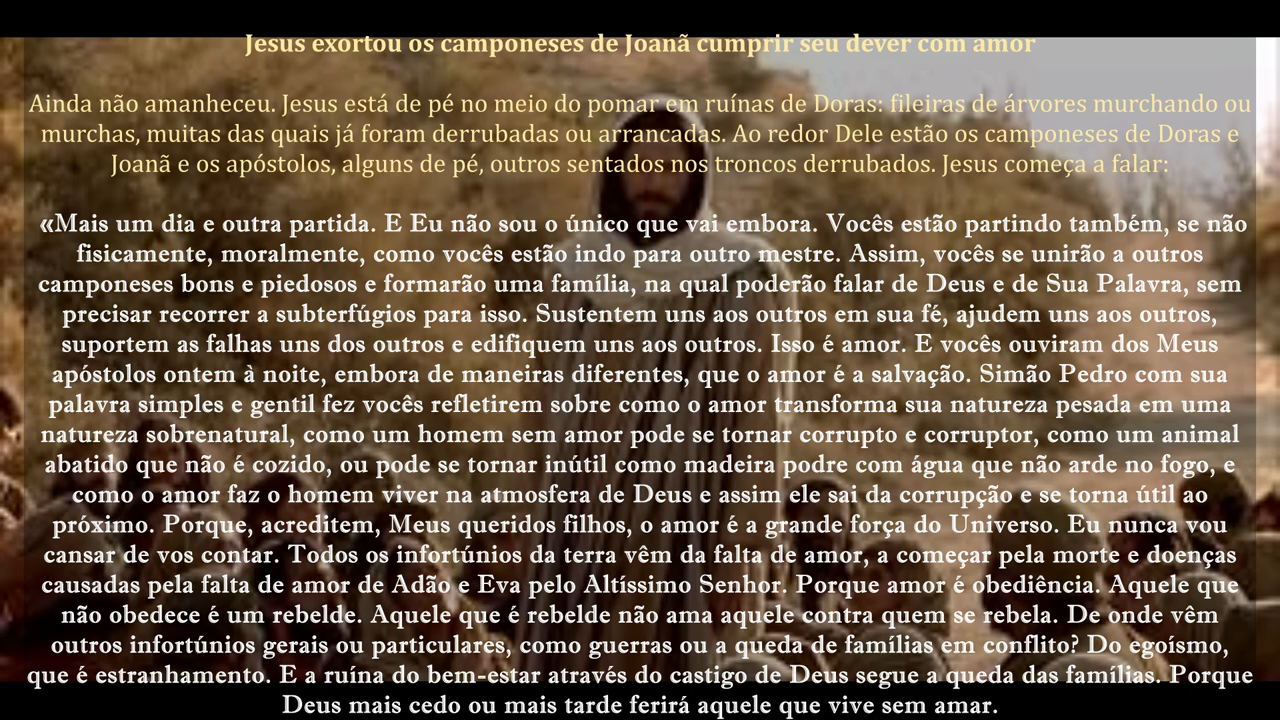 Jesus exortou os camponeses de Joanã cumprir seu dever com amor
Ainda não amanheceu. Jesus está de pé no meio do pomar em ruínas de Doras: fileiras de árvores murchando ou
murchas, muitas das quais já foram derrubadas ou arrancadas. Ao redor Dele estão os camponeses de Doras e
Joanã e os apóstolos, alguns de pé, outros sentados nos troncos derrubados. Jesus começa a falar:
«Mais um dia e outra partida. E Eu não sou o único que vai embora. Vocês estão partindo também, se não
fisicamente, moralmente, como vocês estão indo para outro mestre. Assim, vocês se unirão a outros
camponeses bons e piedosos e formarão uma família, na qual poderão falar de Deus e de Sua Palavra, sem
precisar recorrer a subterfúgios para isso. Sustentem uns aos outros em sua fé, ajudem uns aos outros,
suportem as falhas uns dos outros e edifiquem uns aos outros. Isso é amor. E vocês ouviram dos Meus
apóstolos ontem à noite, embora de maneiras diferentes, que o amor é a salvação. Simão Pedro com sua
palavra simples e gentil fez vocês refletirem sobre como o amor transforma sua natureza pesada em uma
natureza sobrenatural, como um homem sem amor pode se tornar corrupto e corruptor, como um animal
abatido que não é cozido, ou pode se tornar inútil como madeira podre com água que não arde no fogo, e
como o amor faz o homem viver na atmosfera de Deus e assim ele sai da corrupção e se torna útil ao
próximo. Porque, acreditem, Meus queridos filhos, o amor é a grande força do Universo. Eu nunca vou
cansar de vos contar. Todos os infortúnios da terra vêm da falta de amor, a começar pela morte e doenças
causadas pela falta de amor de Adão e Eva pelo Altíssimo Senhor. Porque amor é obediência. Aquele que
não obedece é um rebelde. Aquele que é rebelde não ama aquele contra quem se rebela. De onde vêm
outros infortúnios gerais ou particulares, como guerras ou a queda de famílias em conflito? Do egoísmo,
que é estranhamento. E a ruína do bem-estar através do castigo de Deus segue a queda das famílias. Porque
Deus mais cedo ou mais tarde ferirá aquele que vive sem amar.